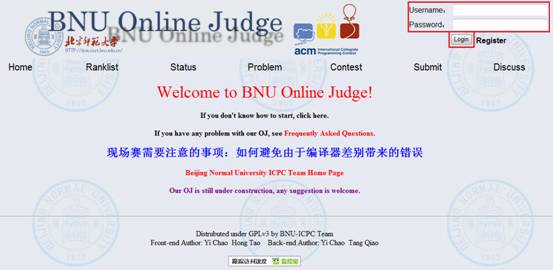 BNU Online Judge
BNU Online Judge
北京师范大学
acm International Collegiate
Programming Contest
Username:
Password:
Login Register
Home Ranklist Status Problem Contest Submit Discuss
Welcome to BNU Online Judge!
If you don't know how to start, click here.
If you have any problem with our OJ, see Frequently Asked Questions.
现场赛需要注意的事项：如何避免由于编译器差别带来的错误
Beijing Normal University ICPC Team Home Page
Our OJ is still under construction, any suggestion is welcome.
Distributed under GPLv3 by BNU-ICPC Team
Front-end Author: Yi Chao Hong Tao Back-end Author: Yi Chao Tang Qiao